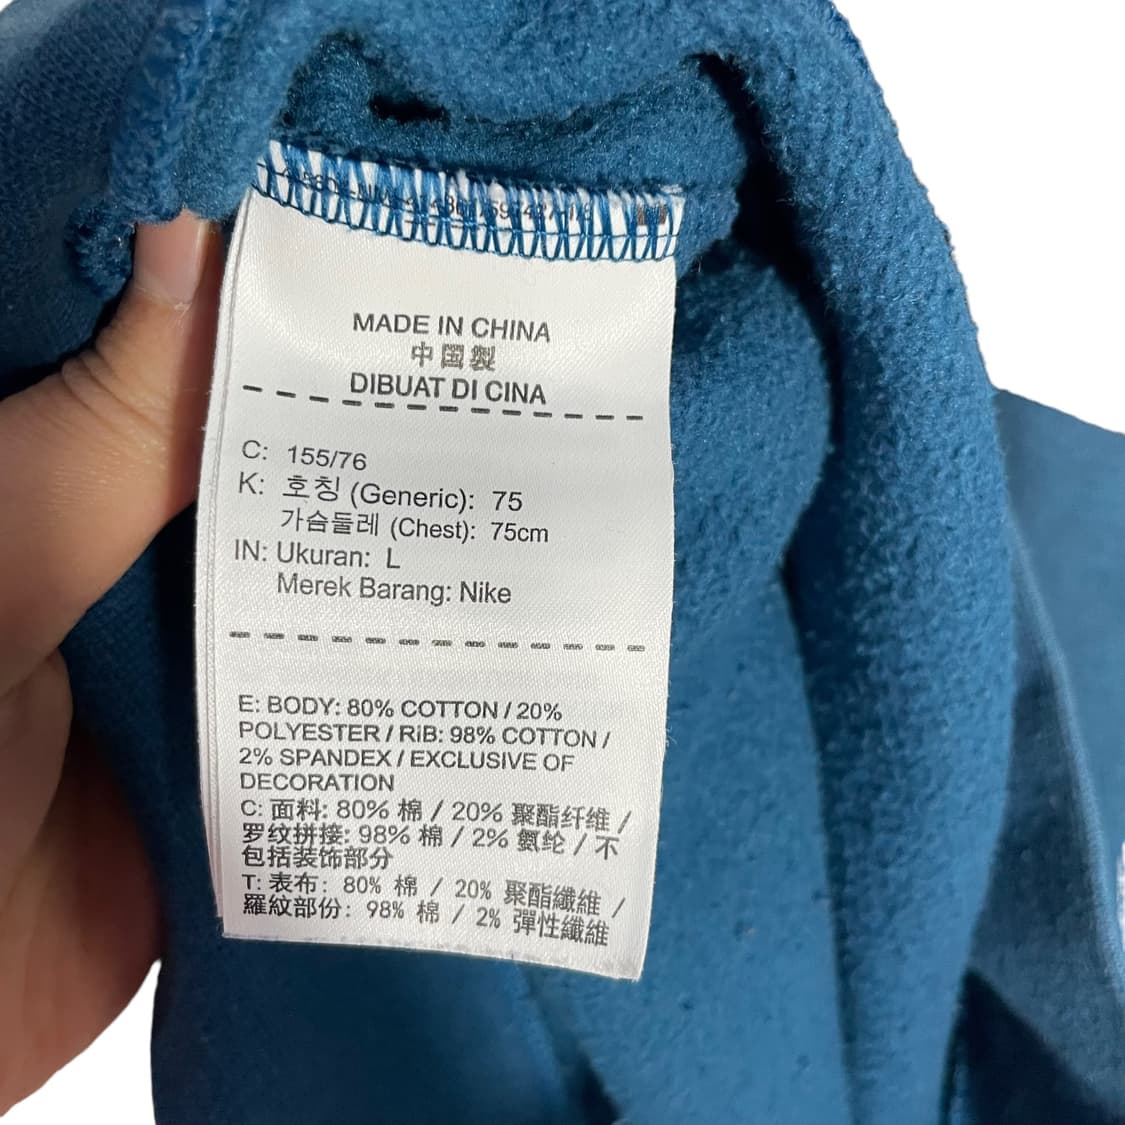 MADE IN CHINA
中国製
DIBUAT DI CINA
C: 155/76
K: 호칭 (Generic): 75
가슴둘레 (Chest): 75cm
IN: Ukuran: L
Merek Barang: Nike
E: BODY: 80% COTTON / 20%
POLYESTER / RiB: 98% COTTON /
2% SPANDEX / EXCLUSIVE OF
DECORATION
C: 面料: 80% 棉 / 20% 聚酯纤维 /
罗纹拼接: 98% 棉 / 2% 氨纶 / 不
包括装饰部分
T: 表布: 80% 棉 / 20% 聚酯纖維 /
羅紋部份: 98% 棉 / 2% 彈性纖維